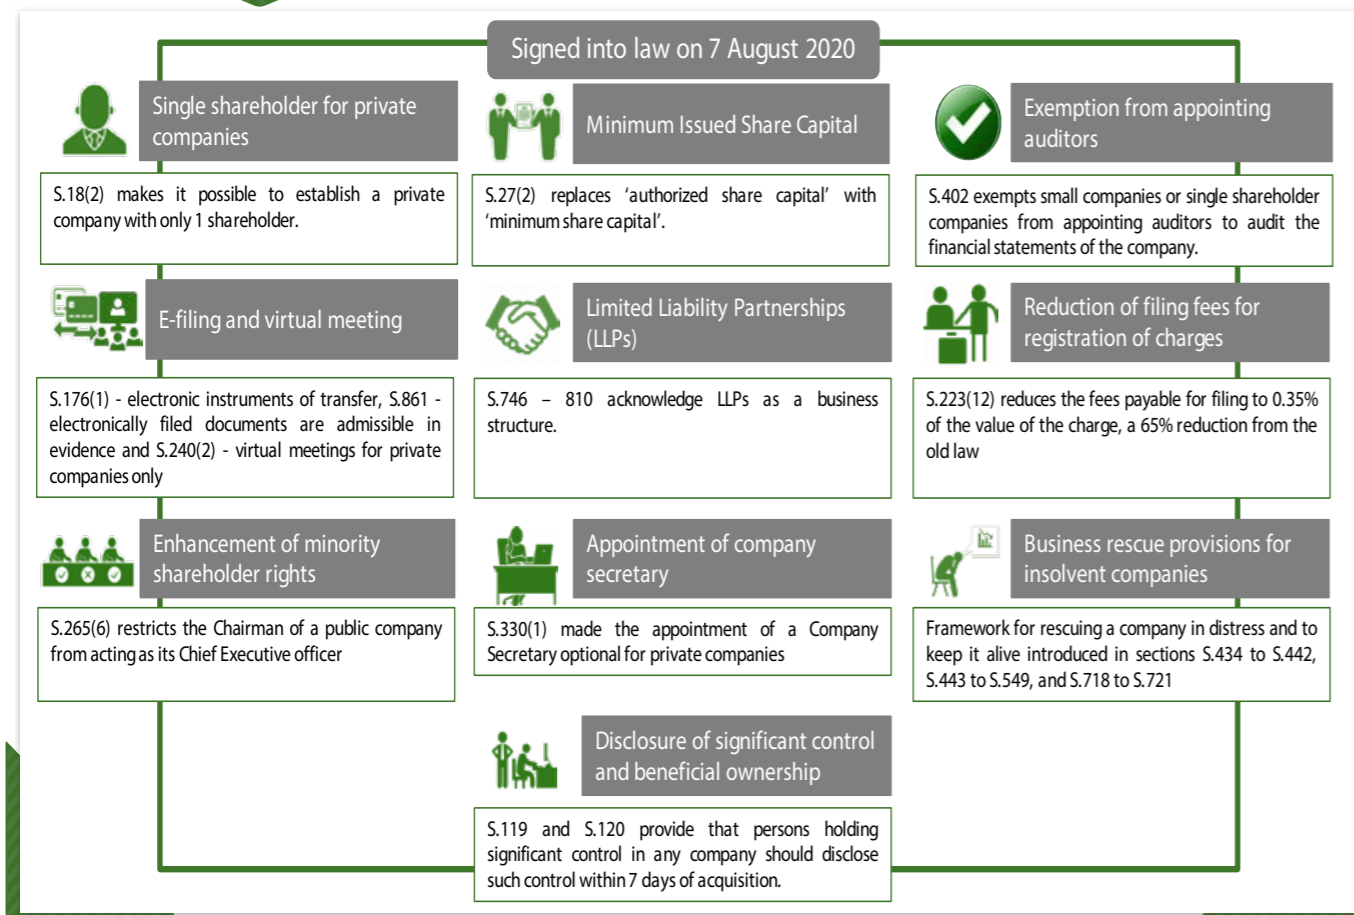 Signed into law on 7 August 2020
Single shareholder for private
companies
S.18(2) makes it possible to establish a private
company with only 1 shareholder.
Minimum Issued Share Capital
S.27(2) replaces ‘authorized share capital’ with
‘minimum share capital’.
Exemption from appointing
auditors
S.402 exempts small companies or single shareholder
companies from appointing auditors to audit the
financial statements of the company.
E-filing and virtual meeting
S.176(1) - electronic instruments of transfer, S.861 -
electronically filed documents are admissible in
evidence and S.240(2) - virtual meetings for private
companies only
Limited Liability Partnerships
(LLPs)
S.746 – 810 acknowledge LLPs as a business
structure.
Reduction of filing fees for
registration of charges
S.223(12) reduces the fees payable for filing to 0.35%
of the value of the charge, a 65% reduction from the
old law
Enhancement of minority
shareholder rights
S.265(6) restricts the Chairman of a public company
from acting as its Chief Executive officer
Appointment of company
secretary
S.330(1) made the appointment of a Company
Secretary optional for private companies
Business rescue provisions for
insolvent companies
Framework for rescuing a company in distress and to
keep it alive introduced in sections S.434 to S.442,
S.443 to S.549, and S.718 to S.721
Disclosure of significant control
and beneficial ownership
S.119 and S.120 provide that persons holding
significant control in any company should disclose
such control within 7 days of acquisition.